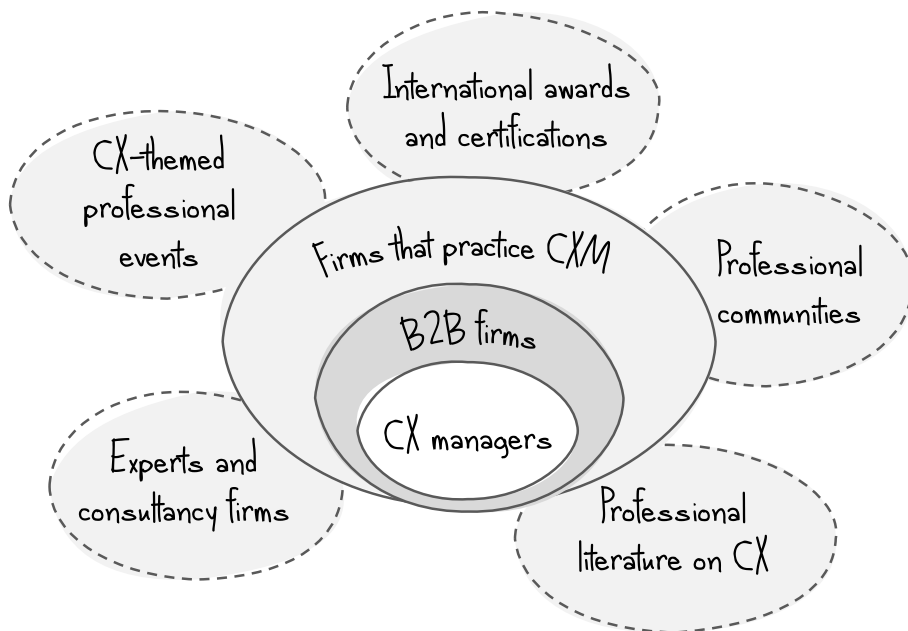 International awards
and certifications
CX-themed
professional
events
Firms that practice CXM
Professional
communities
B2B firms
CX managers
Experts and
consultancy firms
Professional
literature on CX